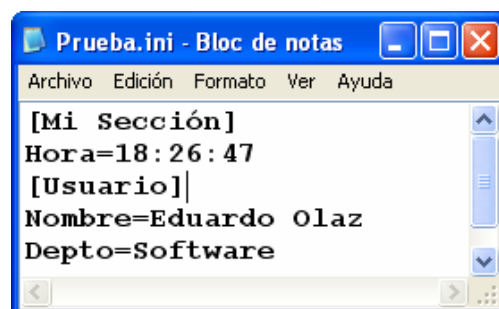 Prueba.ini - Bloc de notas
Archivo Edición Formato Ver Ayuda
[Mi Sección]
Hora=18:26:47
[Usuario]
Nombre=Eduardo Olaz
Depto=Software